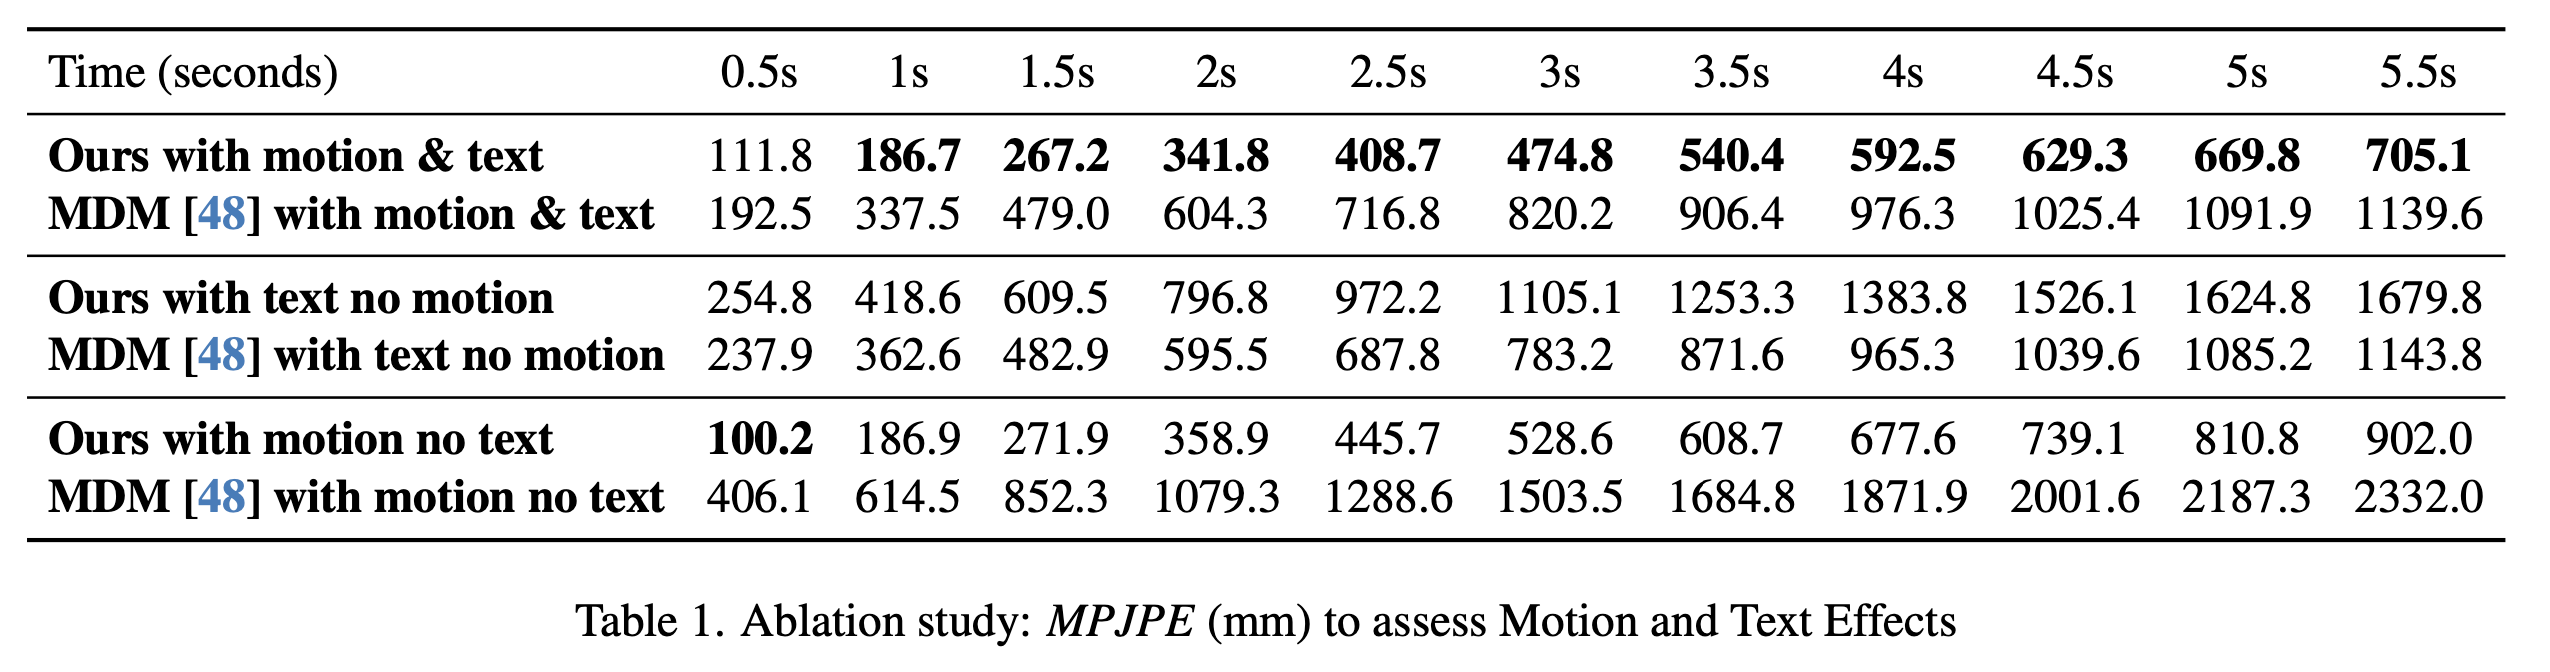 Time (seconds) 0.5s 1s 1.5s 2s 2.5s 3s 3.5s 4s 4.5s 5s 5.5s
Ours with motion & text 111.8 186.7 267.2 341.8 408.7 474.8 540.4 592.5 629.3 669.8 705.1
MDM [48] with motion & text 192.5 337.5 479.0 604.3 716.8 820.2 906.4 976.3 1025.4 1091.9 1139.6
Ours with text no motion 254.8 418.6 609.5 796.8 972.2 1105.1 1253.3 1383.8 1526.1 1624.8 1679.8
MDM [48] with text no motion 237.9 362.6 482.9 595.5 687.8 783.2 871.6 965.3 1039.6 1085.2 1143.8
Ours with motion no text 100.2 186.9 271.9 358.9 445.7 528.6 608.7 677.6 739.1 810.8 902.0
MDM [48] with motion no text 406.1 614.5 852.3 1079.3 1288.6 1503.5 1684.8 1871.9 2001.6 2187.3 2332.0
Table 1. Ablation study: MPJPE (mm) to assess Motion and Text Effects